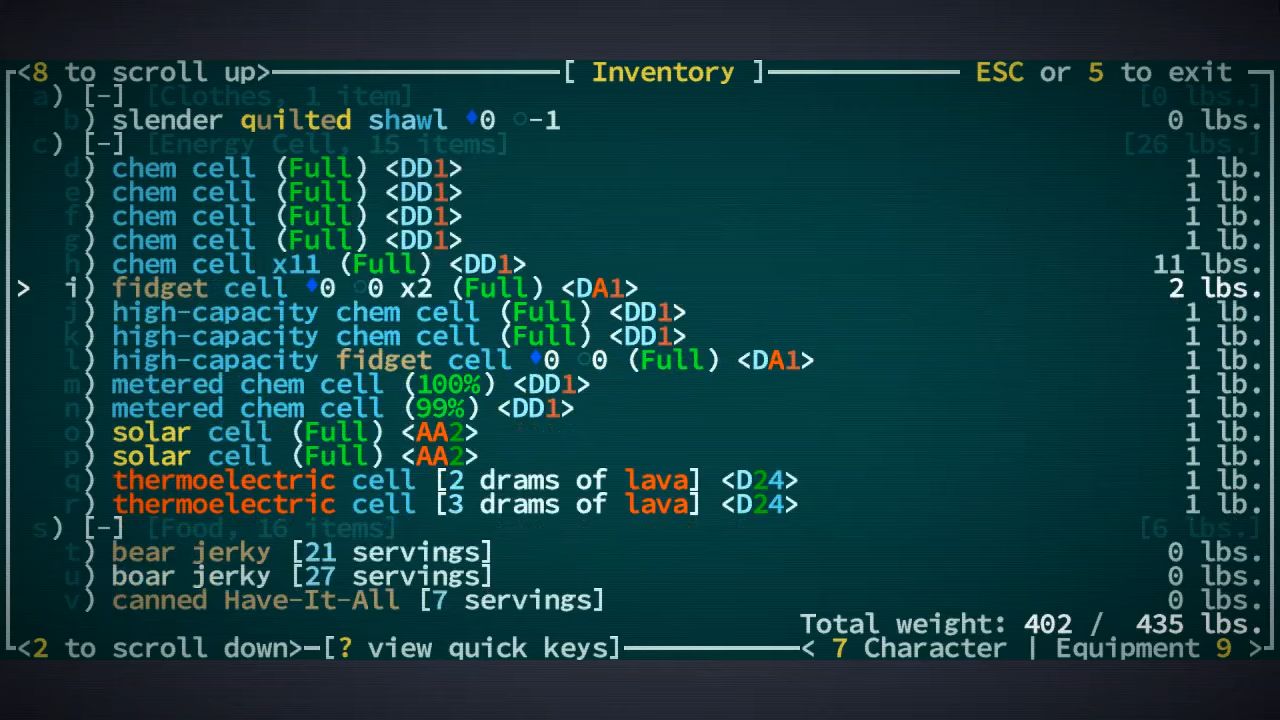 <8 to scroll up> [ Inventory ] ESC or 5 to exit
a) [-] [Clothes, 1 item] [0 lbs.]
b) slender quilted shawl ♦0 ○-1 0 lbs.
c) [-] [Energy Cell, 15 items] [26 lbs.]
d) chem cell (Full) <DD1> 1 lb.
e) chem cell (Full) <DD1> 1 lb.
f) chem cell (Full) <DD1> 1 lb.
g) chem cell (Full) <DD1> 1 lb.
h) chem cell x11 (Full) <DD1> 11 lbs.
> i) fidget cell ♦0 ○0 x2 (Full) <DA1> 2 lbs.
j) high-capacity chem cell (Full) <DD1> 1 lb.
k) high-capacity chem cell (Full) <DD1> 1 lb.
l) high-capacity fidget cell ♦0 ○0 (Full) <DA1> 1 lb.
m) metered chem cell (100%) <DD1> 1 lb.
n) metered chem cell (99%) <DD1> 1 lb.
o) solar cell (Full) <AA2> 1 lb.
p) solar cell (Full) <AA2> 1 lb.
q) thermoelectric cell [2 drams of lava] <D24> 1 lb.
r) thermoelectric cell [3 drams of lava] <D24> 1 lb.
s) [-] [Food, 16 items] [6 lbs.]
t) bear jerky [21 servings] 0 lbs.
u) boar jerky [27 servings] 0 lbs.
v) canned Have-It-All [7 servings] 0 lbs.
Total weight: 402 / 435 lbs.
<2 to scroll down> [? view quick keys] < 7 Character | Equipment 9 >